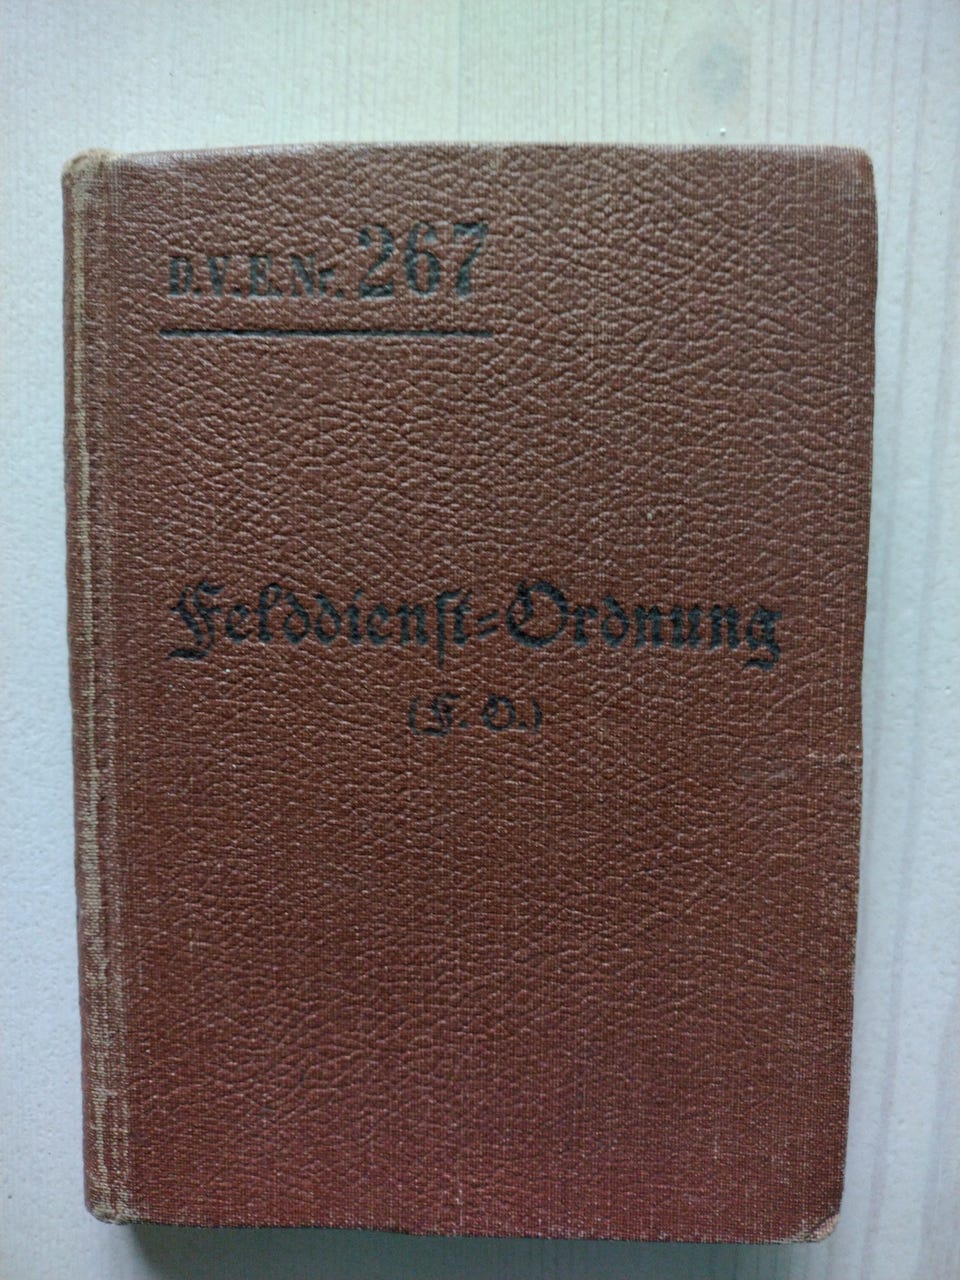 D.V.E.Nr. 267
Felddienst=Ordnung
(F. O.)